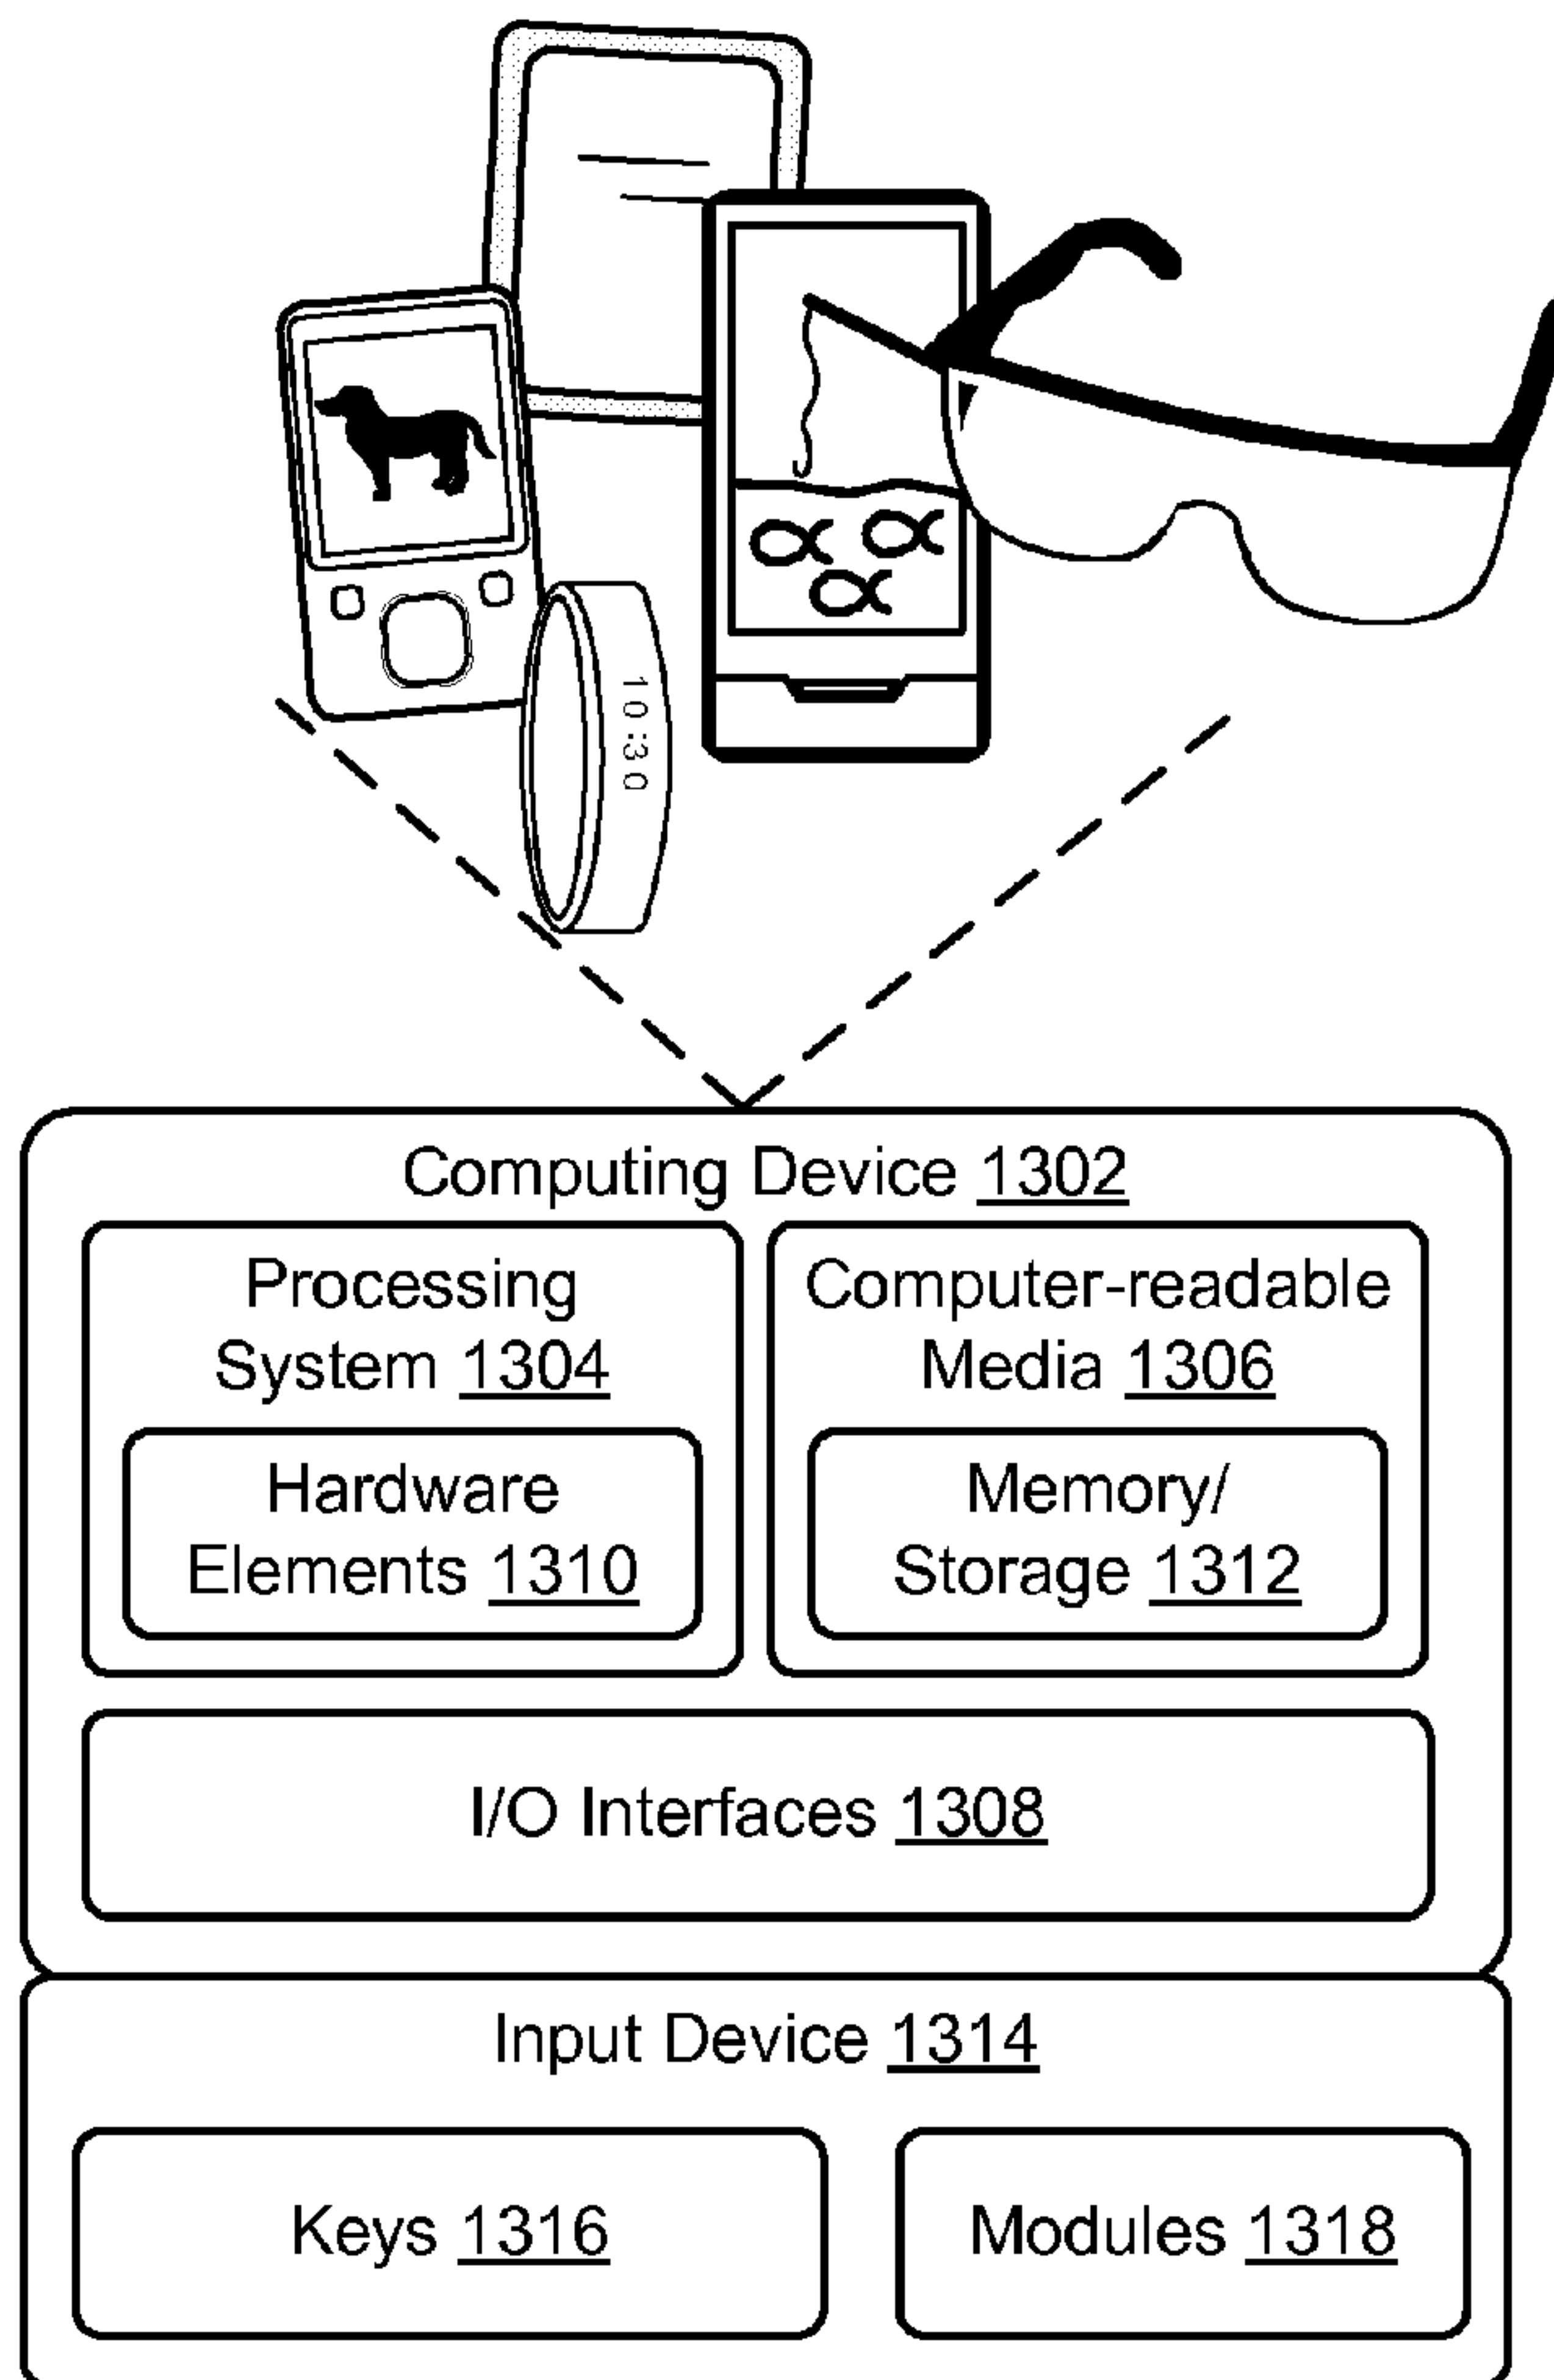 10:30
Computing Device 1302
Processing
System 1304
Computer-readable
Media 1306
Hardware
Elements 1310
Memory/
Storage 1312
I/O Interfaces 1308
Input Device 1314
Keys 1316
Modules 1318